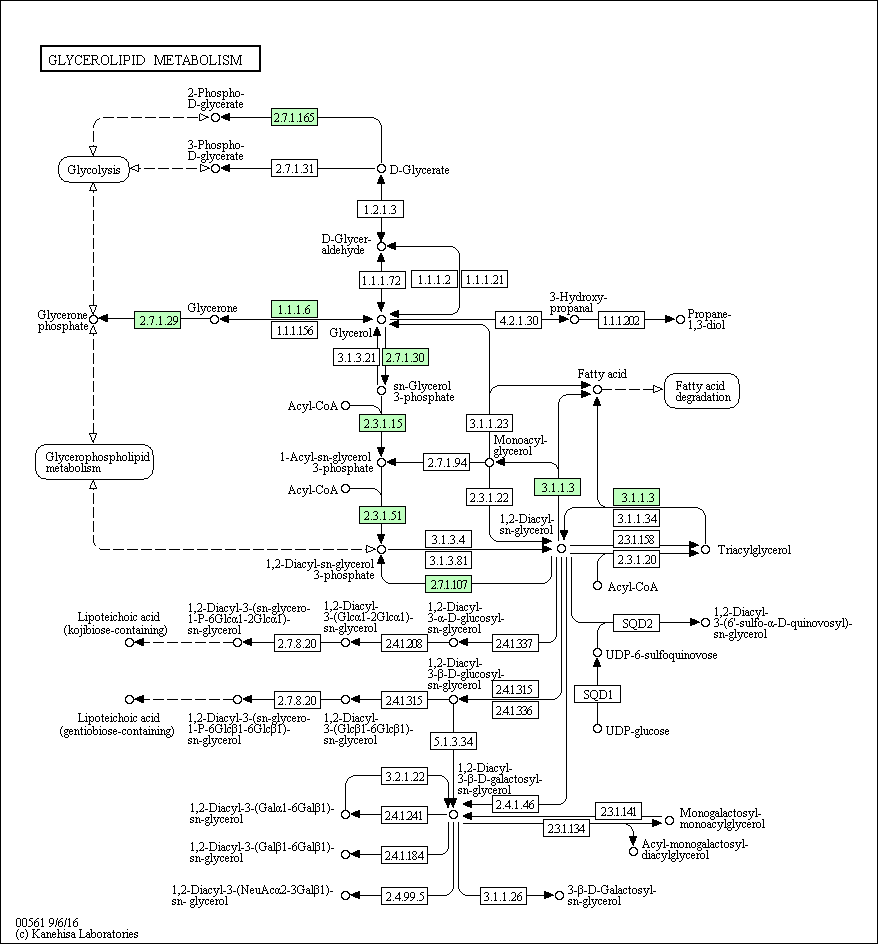 GLYCEROLIPID METABOLISM
2-Phospho-
D-glycerate
2.7.1.165
3-Phospho-
D-glycerate
Glycolysis
2.7.1.31
D-Glycerate
1.2.1.3
D-Glycer-
aldehyde
1.1.1.72
1.1.1.2
1.1.1.21
Glycerone
phosphate
2.7.1.29
Glycerone
1.1.1.6
1.1.1.156
Glycerol
4.2.1.30
3-Hydroxy-
propanal
1.1.1.202
Propane-
1,3-diol
3.1.3.21
2.7.1.30
sn-Glycerol
3-phosphate
Fatty acid
Fatty acid
degradation
Acyl-CoA
2.3.1.15
3.1.1.23
Monoacyl-
glycerol
Glycerophospholipid
metabolism
1-Acyl-sn-glycerol
3-phosphate
2.7.1.94
Acyl-CoA
2.3.1.22
3.1.1.3
3.1.1.3
2.3.1.51
1,2-Diacyl-
sn-glycerol
3.1.1.34
3.1.3.4
2.3.1.158
Triacylglycerol
1,2-Diacyl-sn-glycerol
3-phosphate
3.1.3.81
2.3.1.20
2.7.1.107
Acyl-CoA
Lipoteichoic acid
(kojibiose-containing)
1,2-Diacyl-3-(sn-glycero-
1-P-6Glcα1-2Glcα1)-
sn-glycerol
2.7.8.20
1,2-Diacyl-
3-(Glcα1-2Glcα1)-
sn-glycerol
2.4.1.208
1,2-Diacyl-
3-α-D-glucosyl-
sn-glycerol
2.4.1.337
SQD2
1,2-Diacyl-
3-(6'-sulfo-α-D-quinovosyl)-
sn-glycerol
UDP-6-sulfoquinovose
1,2-Diacyl-
3-β-D-glucosyl-
sn-glycerol
2.7.8.20
2.4.1.315
2.4.1.315
2.4.1.336
SQD1
Lipoteichoic acid
(gentiobiose-containing)
1,2-Diacyl-3-(sn-glycero-
1-P-6Glcβ1-6Glcβ1)-
sn-glycerol
1,2-Diacyl-
3-(Glcβ1-6Glcβ1)-
sn-glycerol
UDP-glucose
5.1.3.34
1,2-Diacyl-
3-β-D-galactosyl-
sn-glycerol
3.2.1.22
2.4.1.46
1,2-Diacyl-3-(Galα1-6Galβ1)-
sn-glycerol
2.4.1.241
2.3.1.141
Monogalactosyl-
monoacylglycerol
2.3.1.134
Acyl-monogalactosyl-
diacylglycerol
1,2-Diacyl-3-(Galβ1-6Galβ1)-
sn-glycerol
2.4.1.184
1,2-Diacyl-3-(NeuAcα2-3Galβ1)-
sn- glycerol
2.4.99.5
3.1.1.26
3-β-D-Galactosyl-
sn-glycerol
00561 9/6/16
(c) Kanehisa Laboratories